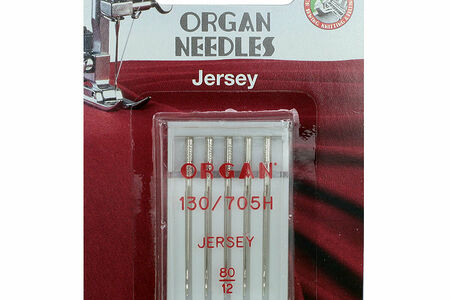 ORGAN
NEEDLES
Jersey
ORGAN
130/705H
JERSEY
80
12